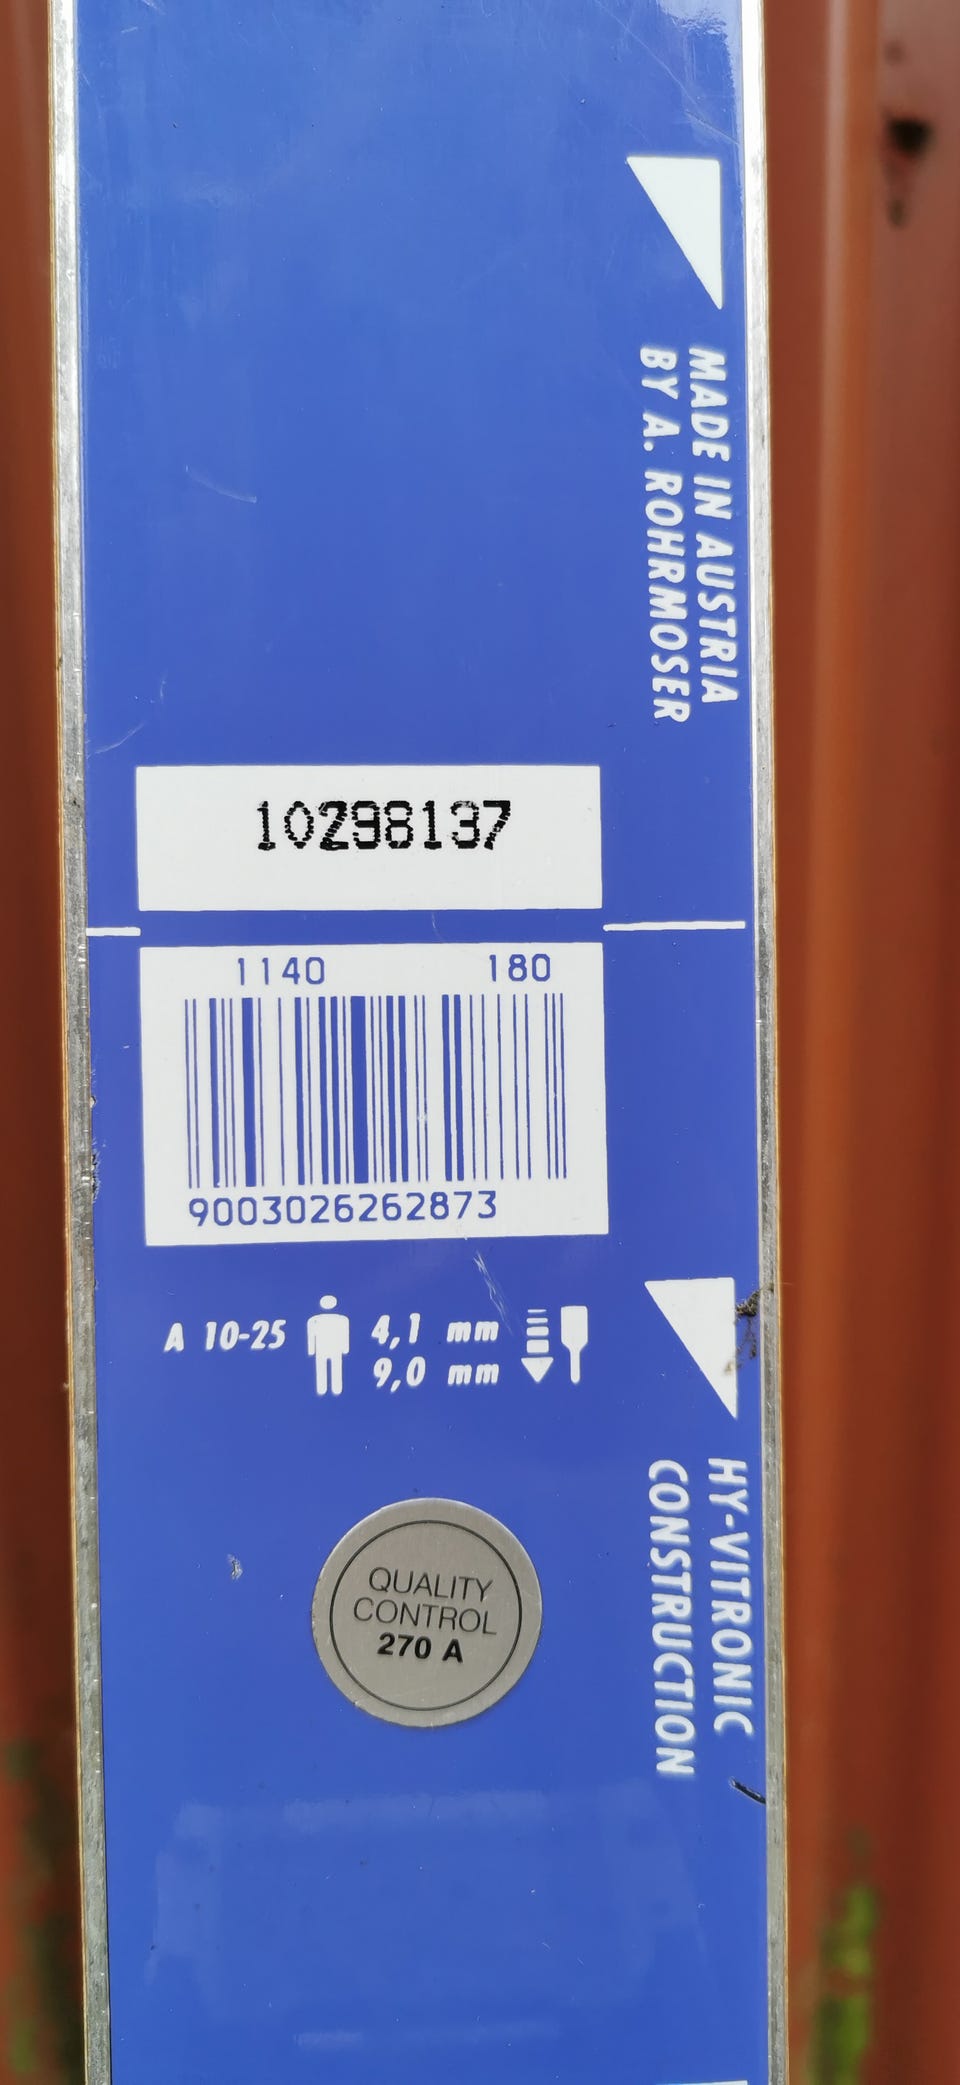 MADE IN AUSTRIA
BY A. ROHRMOSER
10298137
1140 180
9003026262873
A 10-25 4,1 mm
9,0 mm
HY-VITRONIC
CONSTRUCTION
QUALITY
CONTROL
270 A